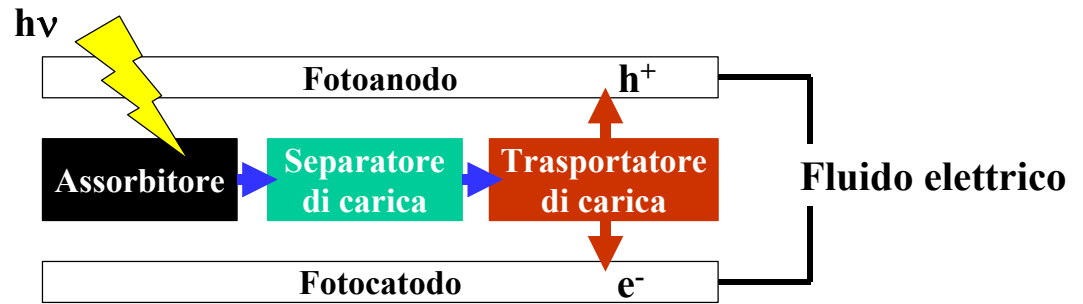 hν
Fotoanodo h⁺
Assorbitore
Separatore
di carica
Trasportatore
di carica
Fluido elettrico
Fotocatodo e⁻